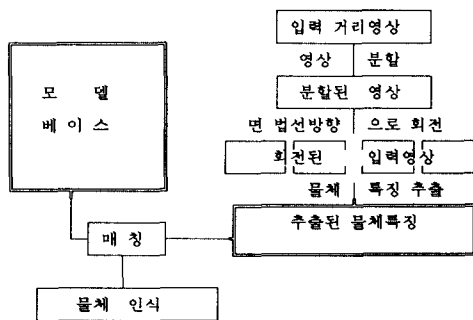 입력 거리영상
영상 분할
분할된 영상
면 법선방향 으로 회전
회전된 입력영상
물체 특징 추출
추출된 물체특징
모 델
베 이 스
매 칭
물체 인식